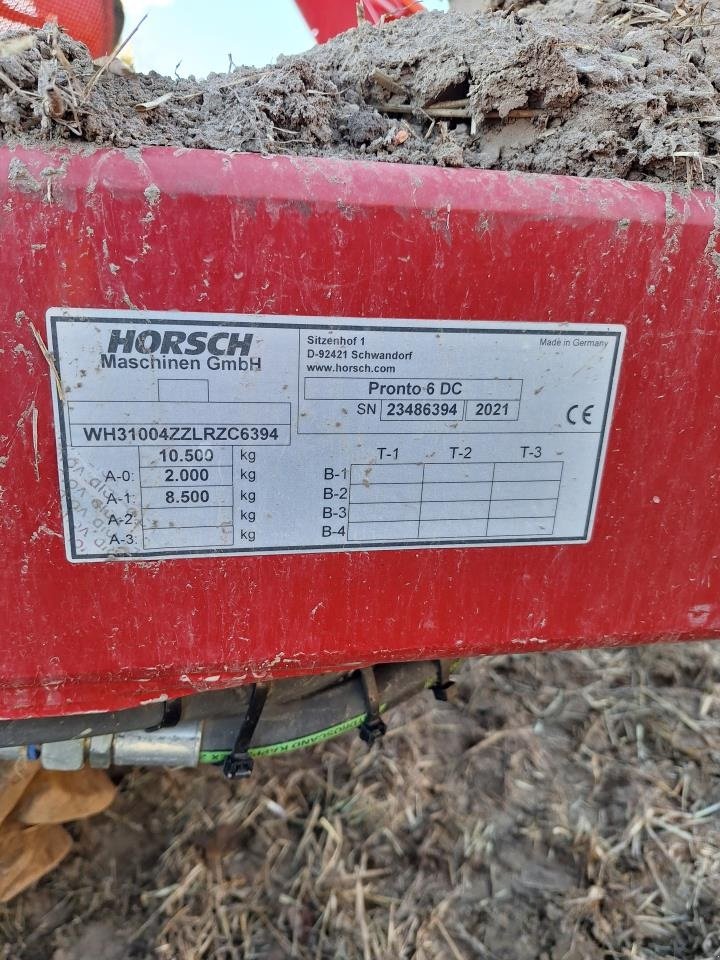 HORSCH
Maschinen GmbH
Sitzenhof 1
D-92421 Schwandorf
www.horsch.com
Made in Germany
Pronto 6 DC
SN 23486394 2021
CE
WH31004ZZLRZC6394
10.500 kg
A-0: 2.000 kg
A-1: 8.500 kg
A-2: kg
A-3: kg
T-1 T-2 T-3
B-1
B-2
B-3
B-4